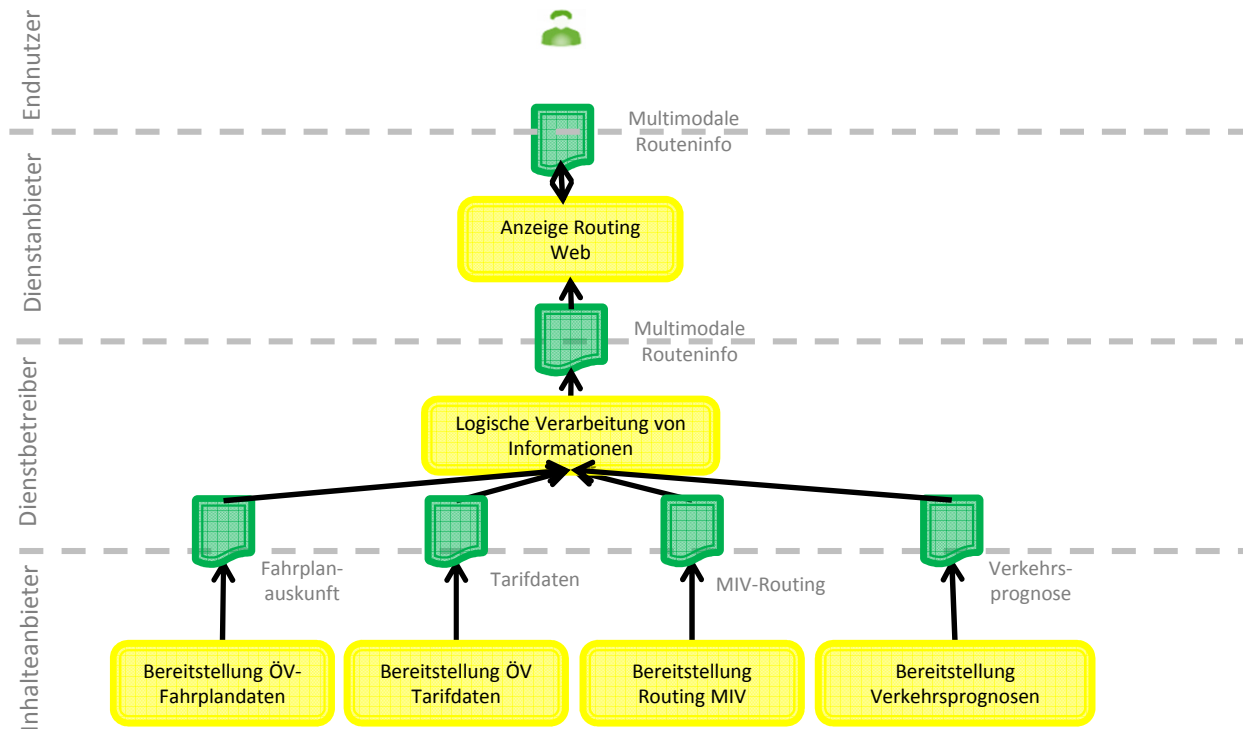 Endnutzer
Multimodale
Routeninfo
Dienstanbieter
Anzeige Routing
Web
Multimodale
Routeninfo
Dienstbetreiber
Logische Verarbeitung von
Informationen
Inhalteanbieter
Fahrplan-
auskunft
Tarifdaten
MIV-Routing
Verkehrs-
prognose
Bereitstellung ÖV-
Fahrplandaten
Bereitstellung ÖV
Tarifdaten
Bereitstellung
Routing MIV
Bereitstellung
Verkehrsprognosen